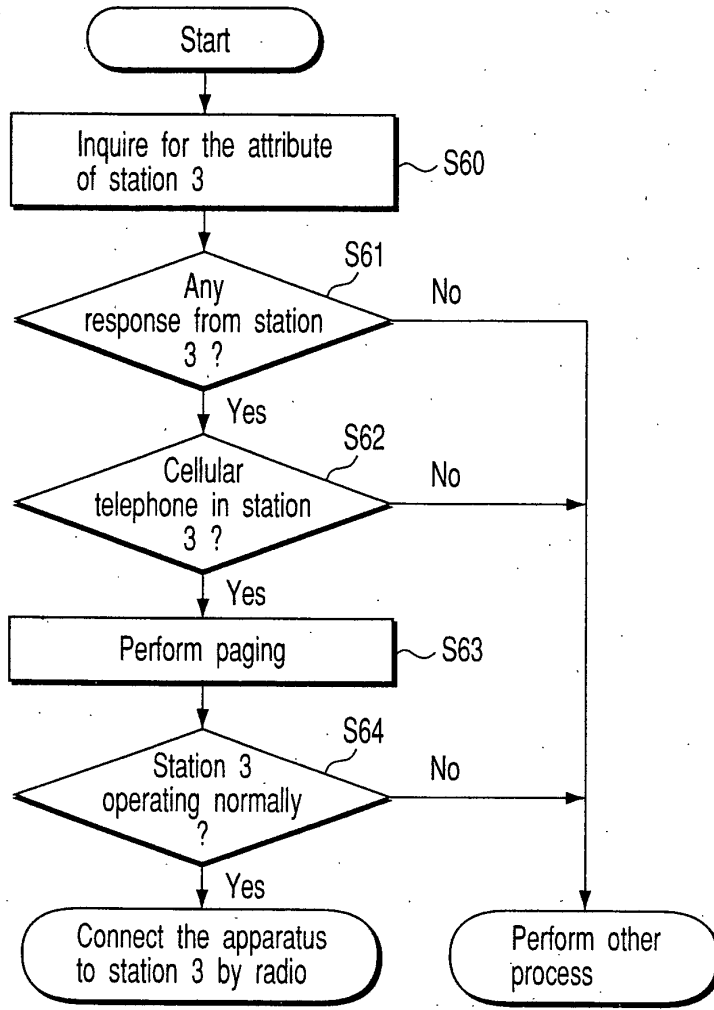 Start
Inquire for the attribute
of station 3
S60
S61
Any
response from station
3 ?
No
Yes
S62
Cellular
telephone in station
3 ?
No
Yes
Perform paging
S63
S64
Station 3
operating normally
?
No
Yes
Connect the apparatus
to station 3 by radio
Perform other
process